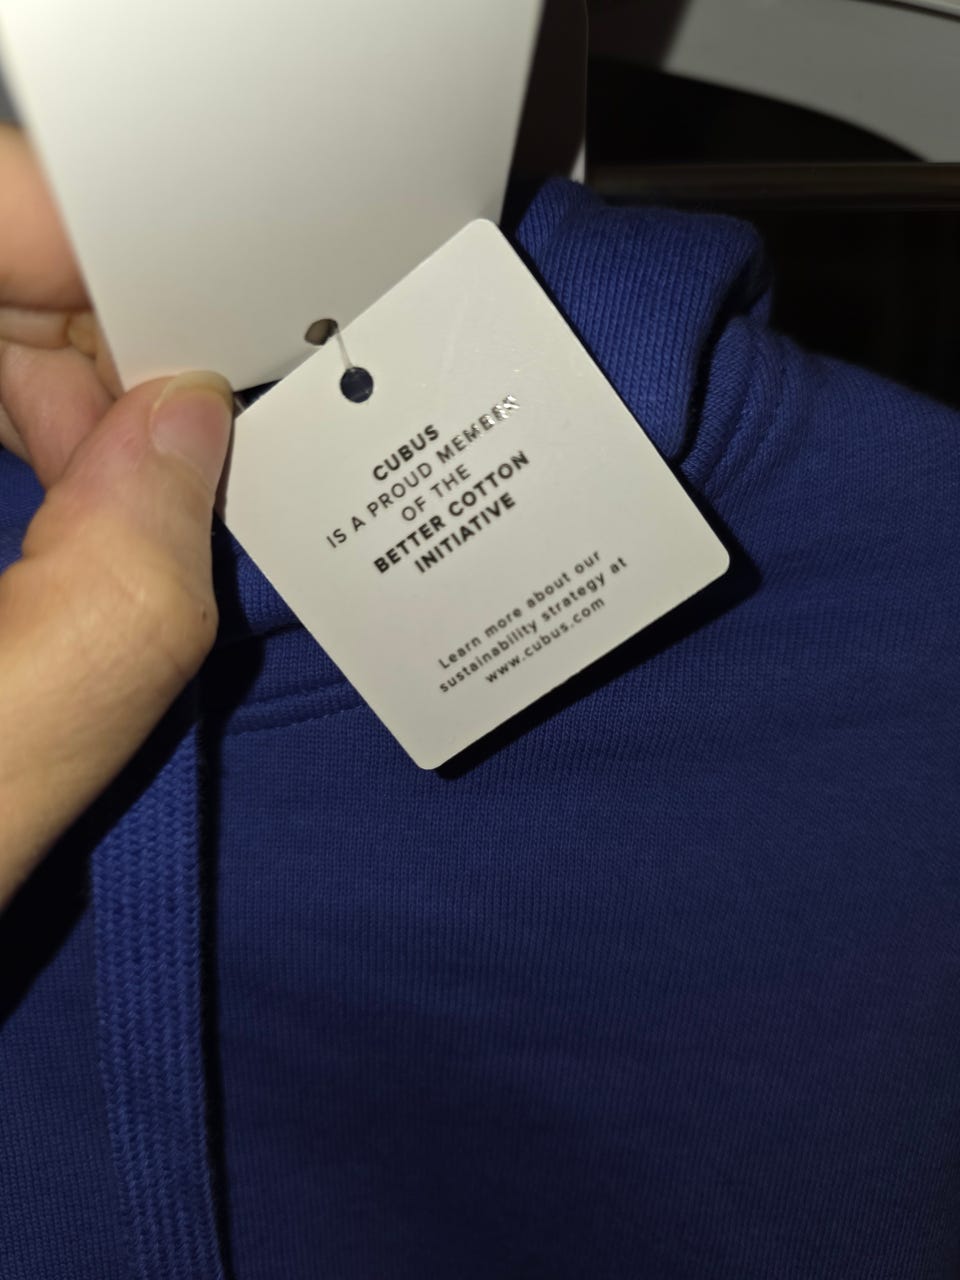 CUBUS
IS A PROUD MEMBER
OF THE
BETTER COTTON
INITIATIVE
Learn more about our
sustainability strategy at
www.cubus.com